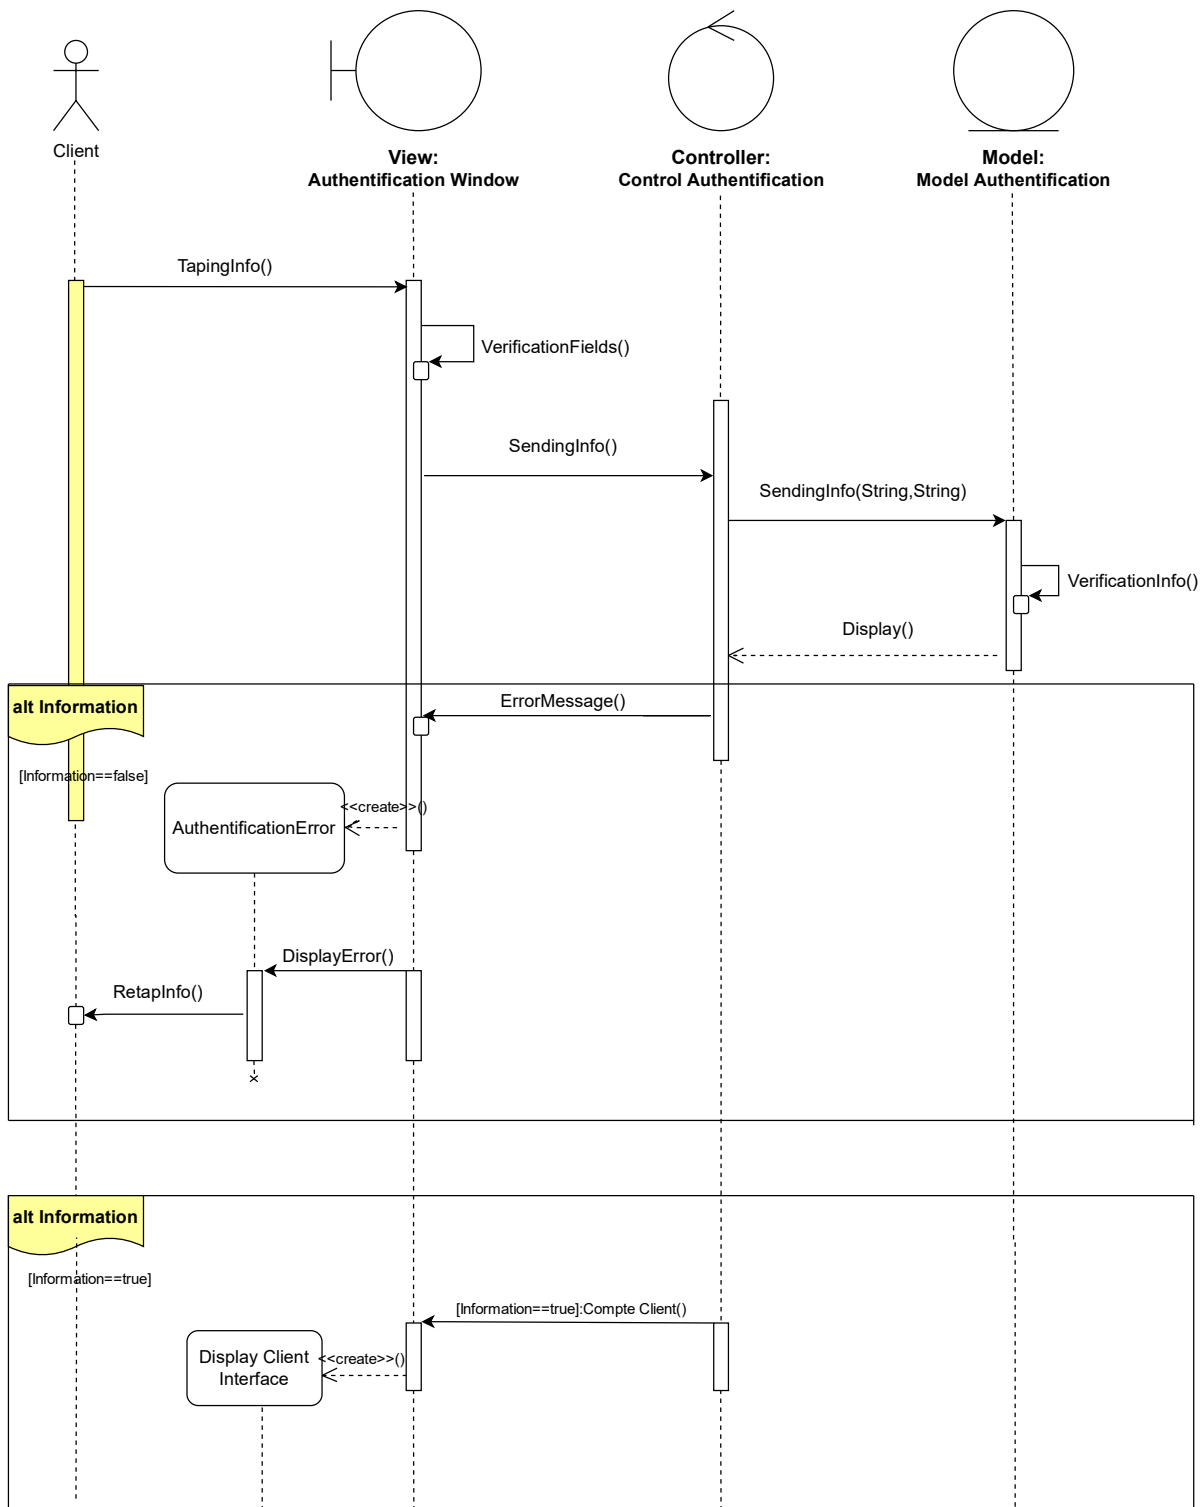 Client
View:
Authentification Window
Controller:
Control Authentification
Model:
Model Authentification
TapingInfo()
VerificationFields()
SendingInfo()
SendingInfo(String,String)
VerificationInfo()
Display()
alt Information
ErrorMessage()
[Information==false]
<<create>>()
AuthentificationError
DisplayError()
RetapInfo()
x
alt Information
[Information==true]
[Information==true]:Compte Client()
<<create>>()
Display Client
Interface